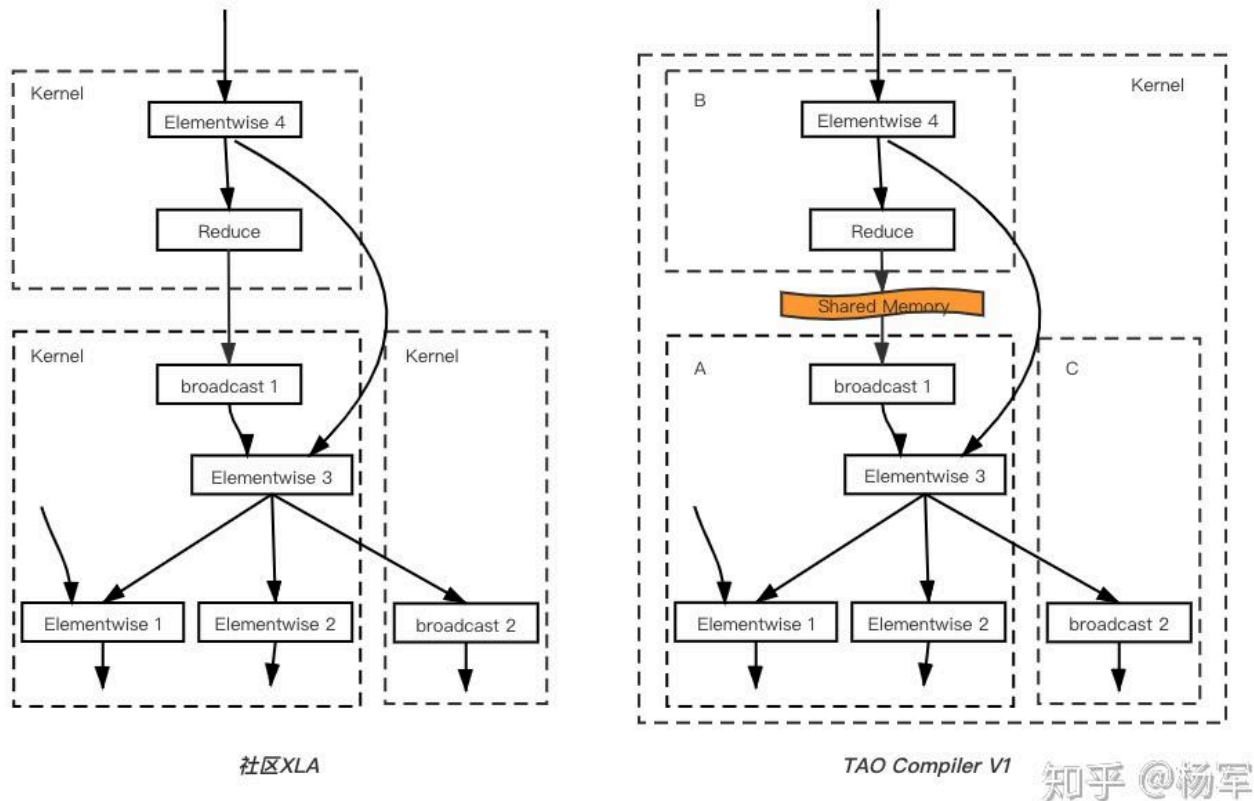 Kernel
Elementwise 4
Reduce
Kernel
Kernel
broadcast 1
Elementwise 3
Elementwise 1
Elementwise 2
broadcast 2
社区XLA
Kernel
B
Elementwise 4
Reduce
Shared Memory
A
C
broadcast 1
Elementwise 3
Elementwise 1
Elementwise 2
broadcast 2
TAO Compiler V1
知乎 @杨军